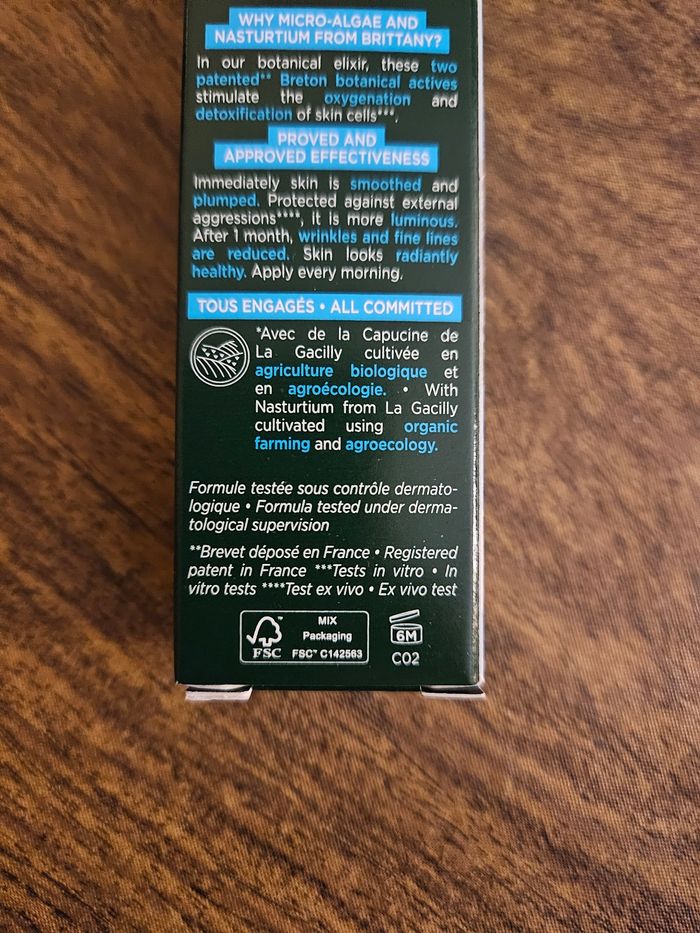 WHY MICRO-ALGAE AND
NASTURTIUM FROM BRITTANY?
In our botanical elixir, these two
patented** Breton botanical actives
stimulate the oxygenation and
detoxification of skin cells***.
PROVED AND
APPROVED EFFECTIVENESS
Immediately skin is smoothed and
plumped. Protected against external
aggressions****, it is more luminous.
After 1 month, wrinkles and fine lines
are reduced. Skin looks radiantly
healthy. Apply every morning.
TOUS ENGAGÉS • ALL COMMITTED
*Avec de la Capucine de
La Gacilly cultivée en
agriculture biologique et
en agroécologie. • With
Nasturtium from La Gacilly
cultivated using organic
farming and agroecology.
Formule testée sous contrôle dermato-
logique • Formula tested under derma-
tological supervision
**Brevet déposé en France • Registered
patent in France ***Tests in vitro • In
vitro tests ****Test ex vivo • Ex vivo test
FSC™
MIX
Packaging
FSC™ C142563
6M
C02